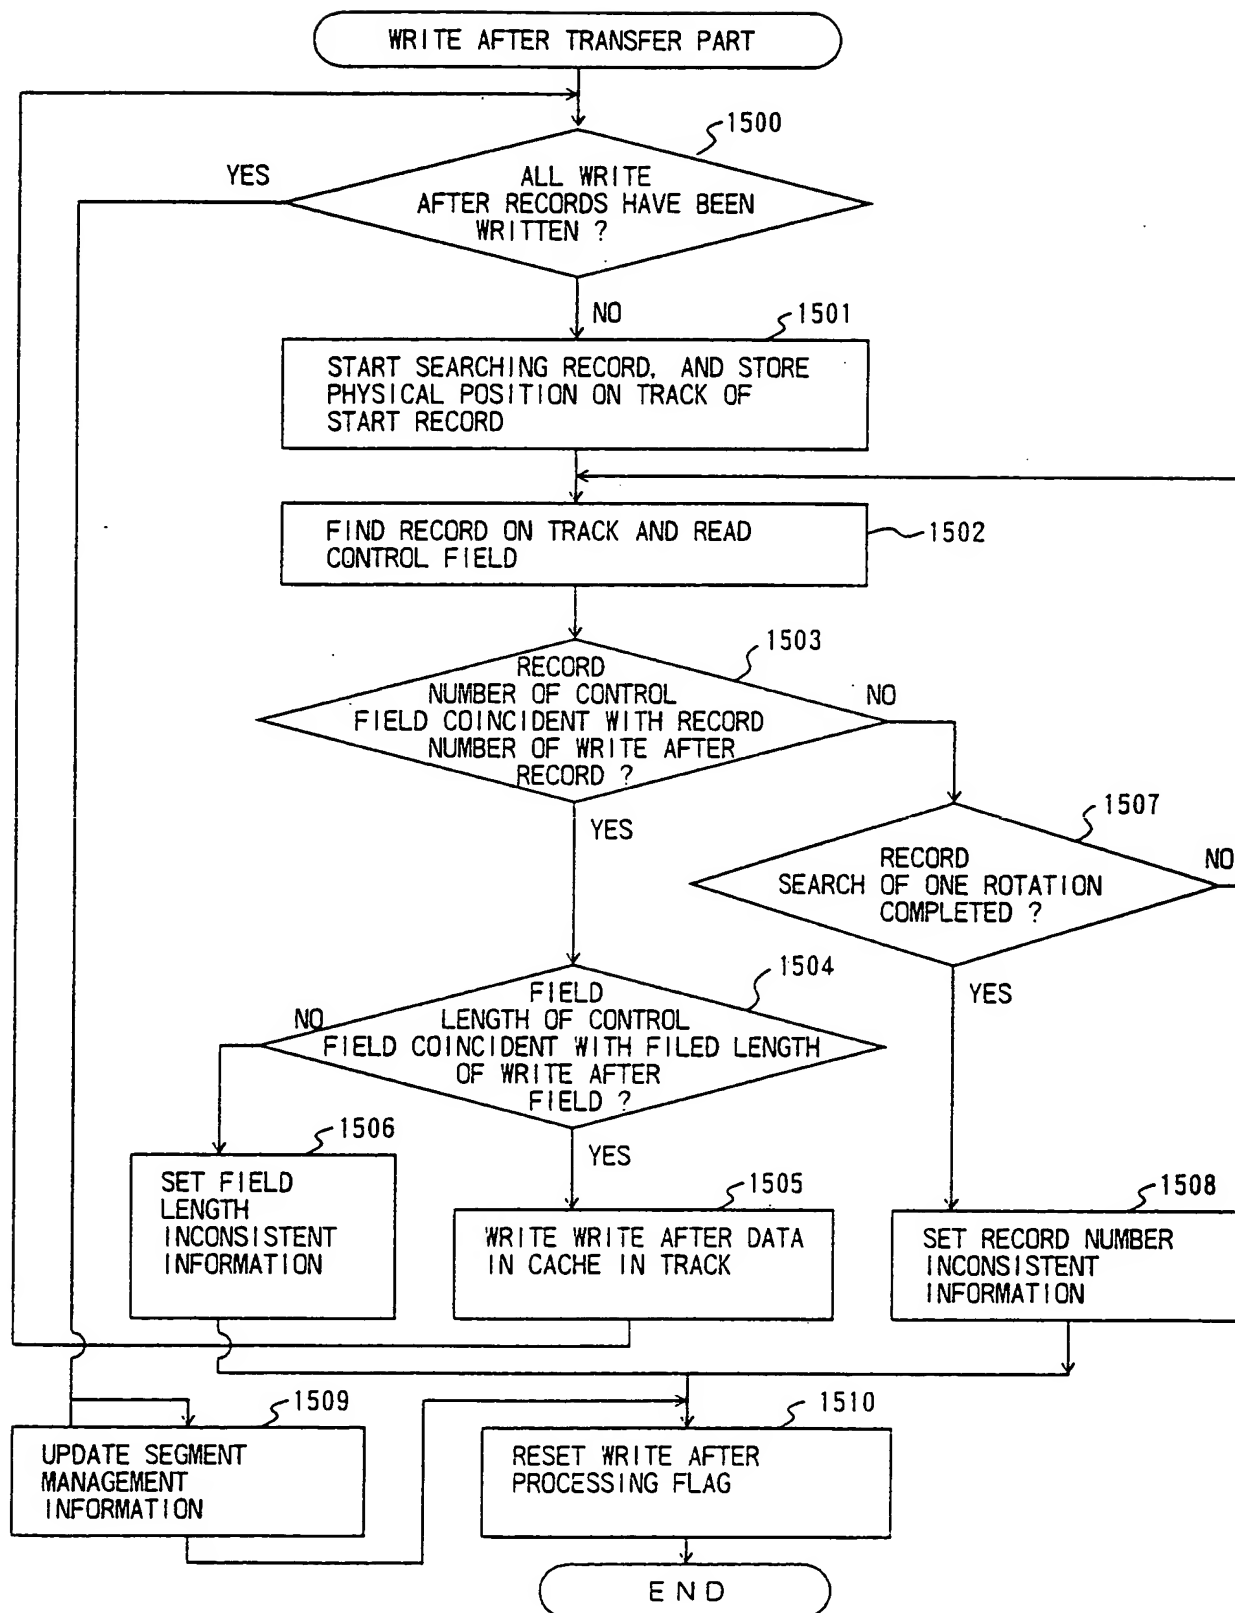 WRITE AFTER TRANSFER PART
1500
YES
ALL WRITE
AFTER RECORDS HAVE BEEN
WRITTEN ?
NO
1501
START SEARCHING RECORD, AND STORE
PHYSICAL POSITION ON TRACK OF
START RECORD
FIND RECORD ON TRACK AND READ
CONTROL FIELD
1502
1503
RECORD
NUMBER OF CONTROL
FIELD COINCIDENT WITH RECORD
NUMBER OF WRITE AFTER
RECORD ?
NO
YES
1507
RECORD
SEARCH OF ONE ROTATION
COMPLETED ?
NO
YES
1504
FIELD
LENGTH OF CONTROL
FIELD COINCIDENT WITH FILED LENGTH
OF WRITE AFTER
FIELD ?
NO
YES
1506
SET FIELD
LENGTH
INCONSISTENT
INFORMATION
1505
WRITE WRITE AFTER DATA
IN CACHE IN TRACK
1508
SET RECORD NUMBER
INCONSISTENT
INFORMATION
1509
UPDATE SEGMENT
MANAGEMENT
INFORMATION
1510
RESET WRITE AFTER
PROCESSING FLAG
END